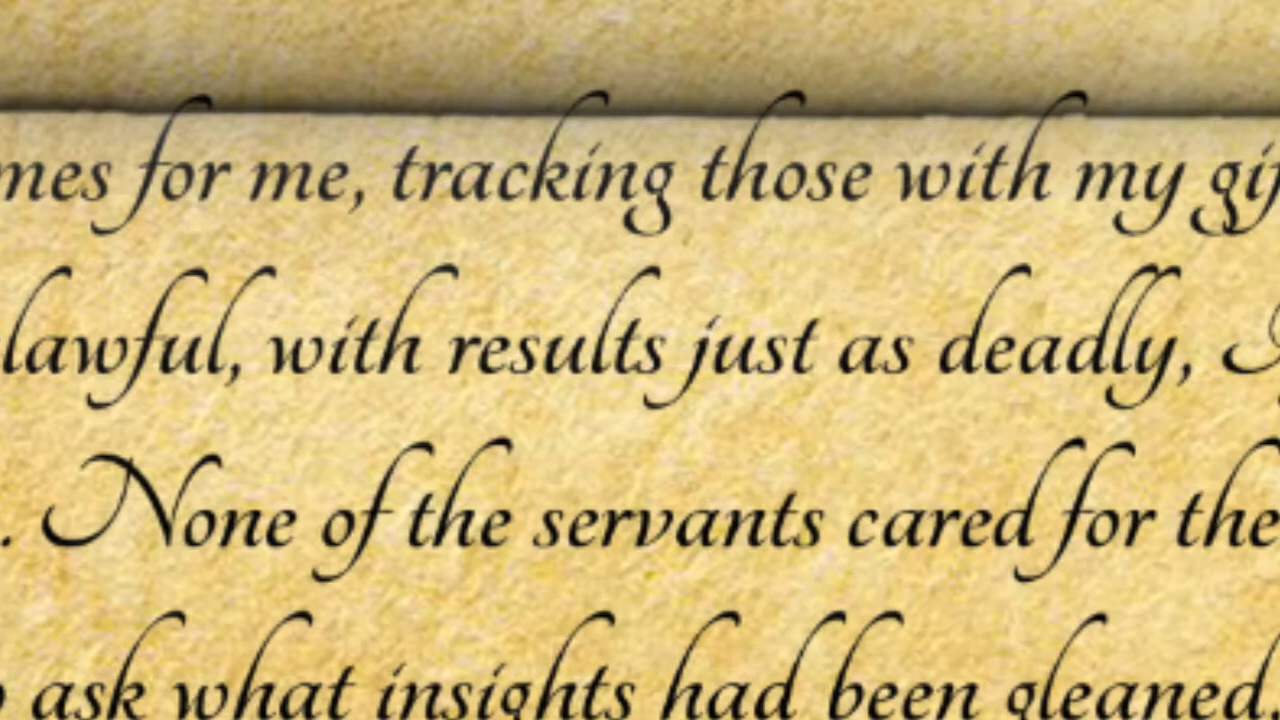 for me, tracking those with my
lawful, with results just as deadly,
. None of the servants cared for the
ask what insights had been gleaned.